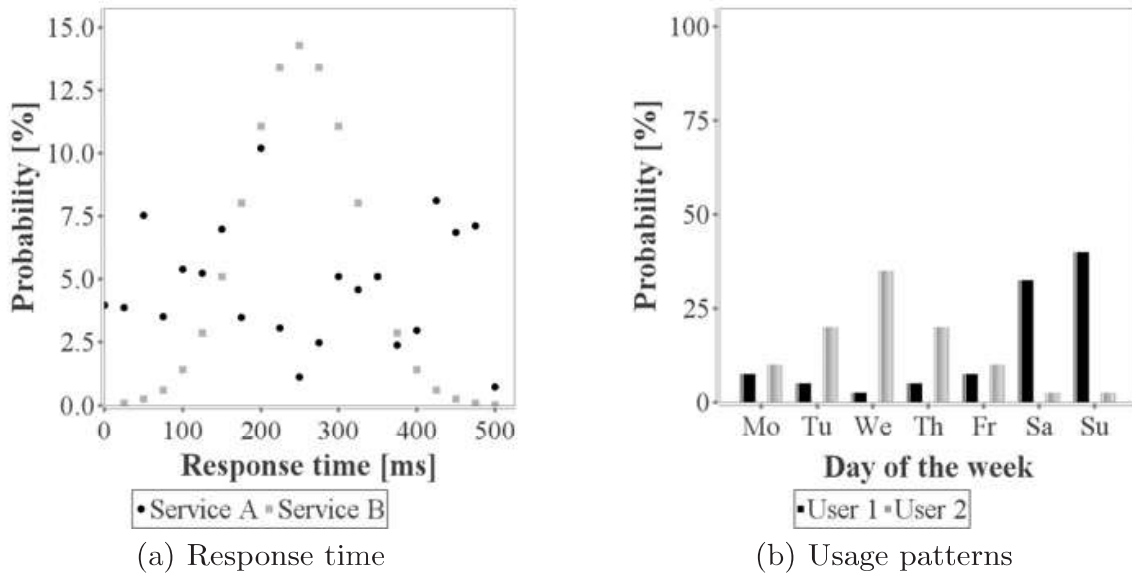 15.0
12.5
10.0
7.5
5.0
2.5
0.0
Probability [%]
0 100 200 300 400 500
Response time [ms]
Service A Service B
(a) Response time
100
75
50
25
0
Probability [%]
Mo Tu We Th Fr Sa Su
Day of the week
User 1 User 2
(b) Usage patterns